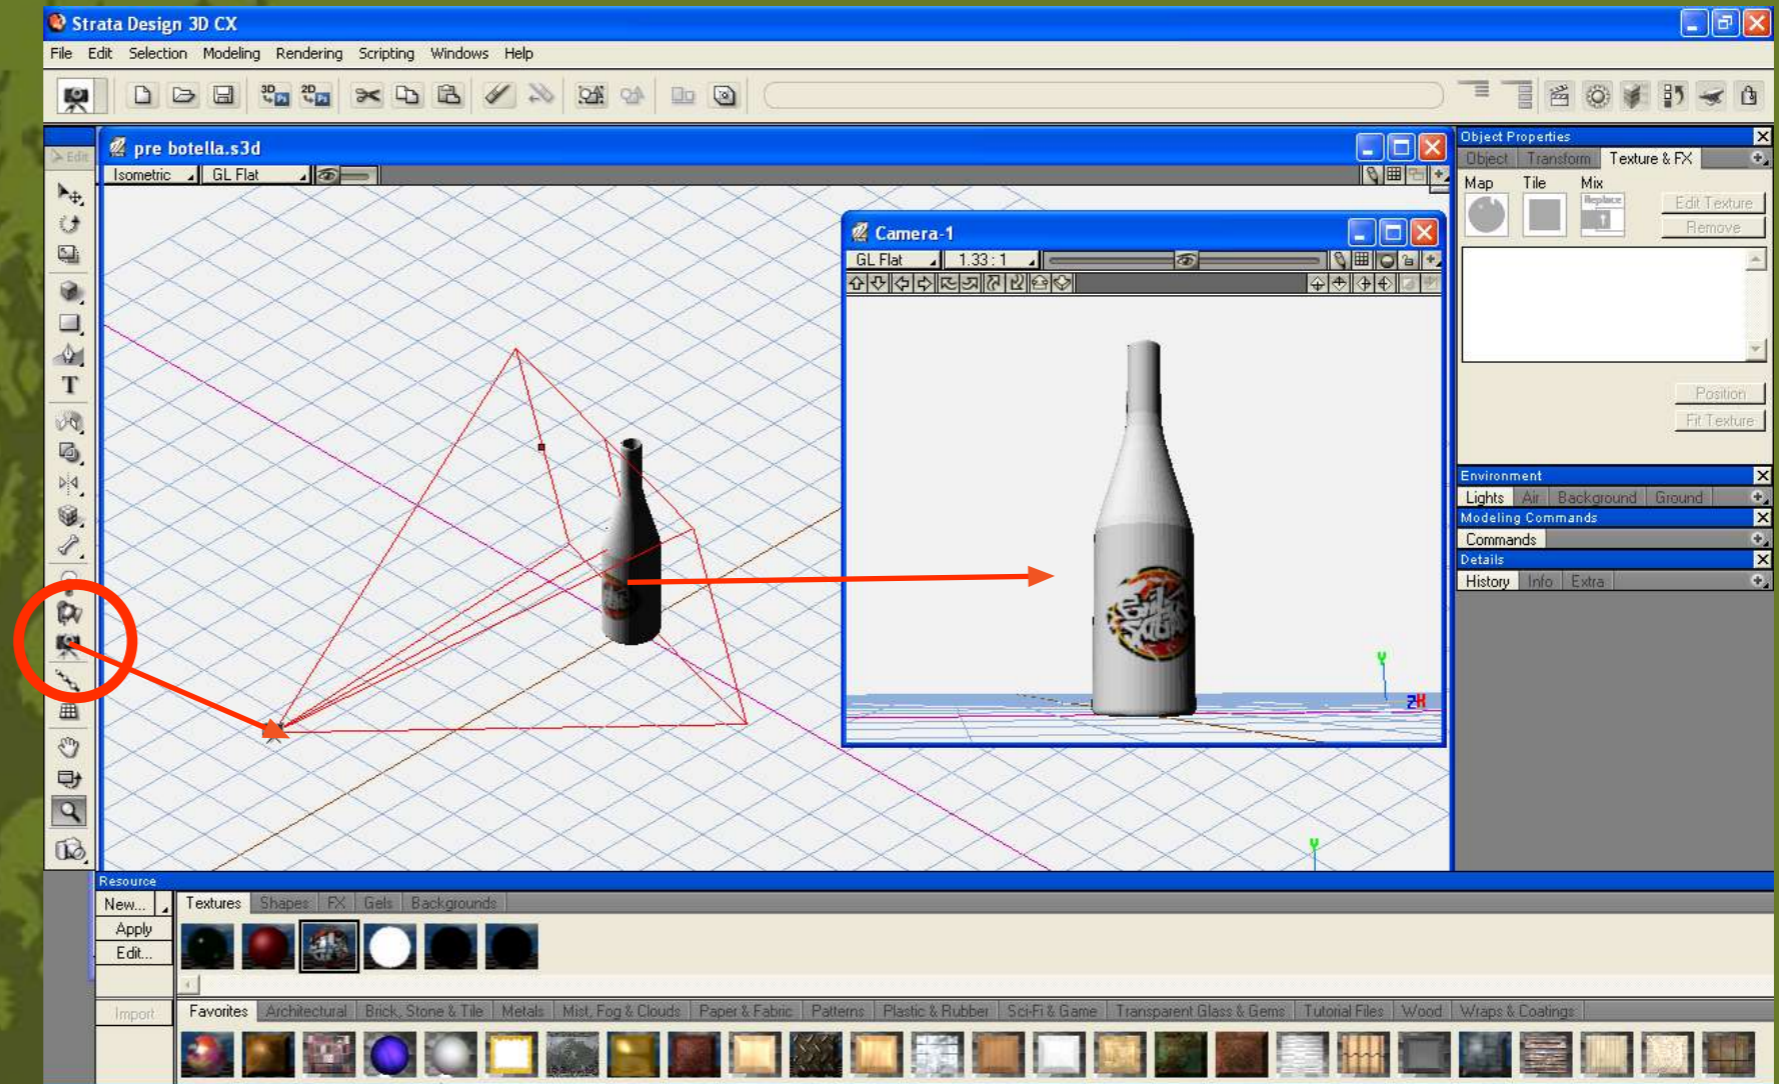 Strata Design 3D CX
File Edit Selection Modeling Rendering Scripting Windows Help
3D 2D
Edit
pre botella.s3d
Isometric GL Flat
Camera-1
GL Flat 1.33 : 1
T
Y
Z X
Y
Object Properties
Object Transform Texture & FX
Map Tile Mix
Replace
Edit Texture
Remove
Position
Fit Texture
Environment
Lights Air Background Ground
Modeling Commands
Commands
Details
History Info Extra
Resource
New... Textures Shapes FX Gels Backgrounds
Apply
Edit...
Import Favorites Architectural Brick, Stone & Tile Metals Mist, Fog & Clouds Paper & Fabric Patterns Plastic & Rubber Sci-Fi & Game Transparent Glass & Gems Tutorial Files Wood Wraps & Coatings